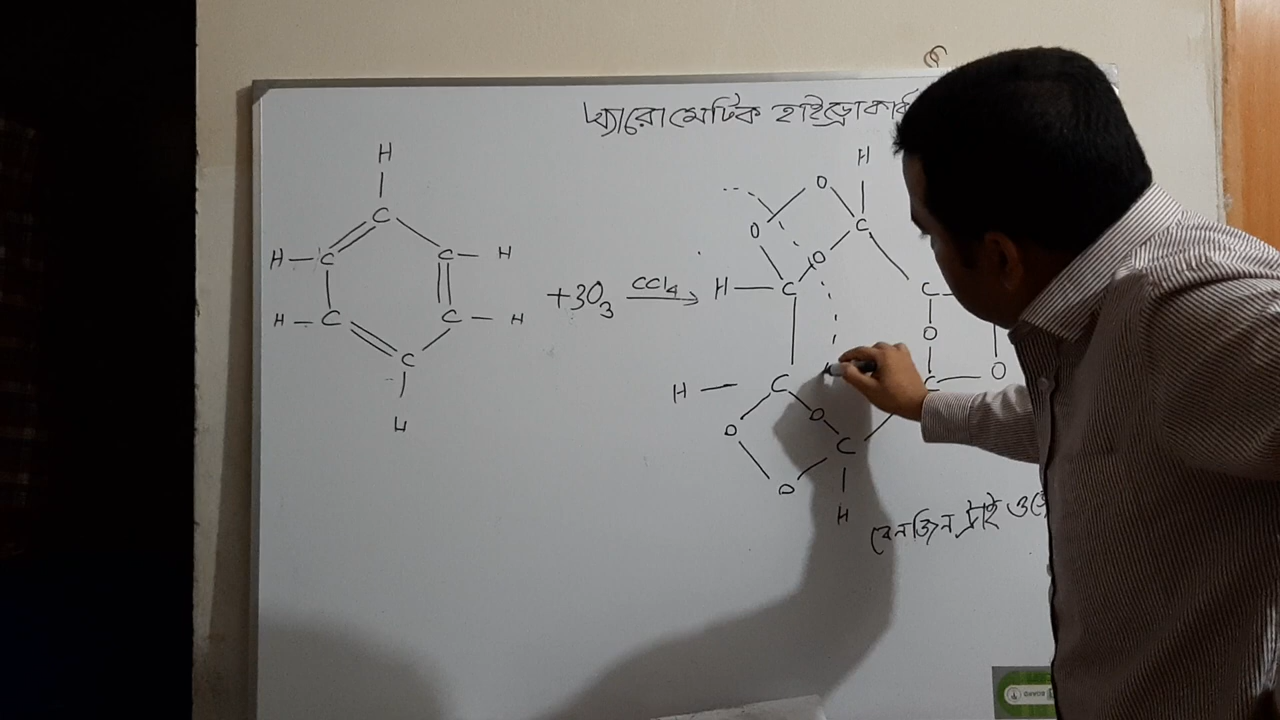 অ্যারোমেটিক হাইড্রোকার্ব
H
O H
C O C
H C C H O C
+3O₃ CCl₄ H C C
H C C H O
H C O
C C
H O C
O C
H O
H
বেনজিন ট্রাই ওজো